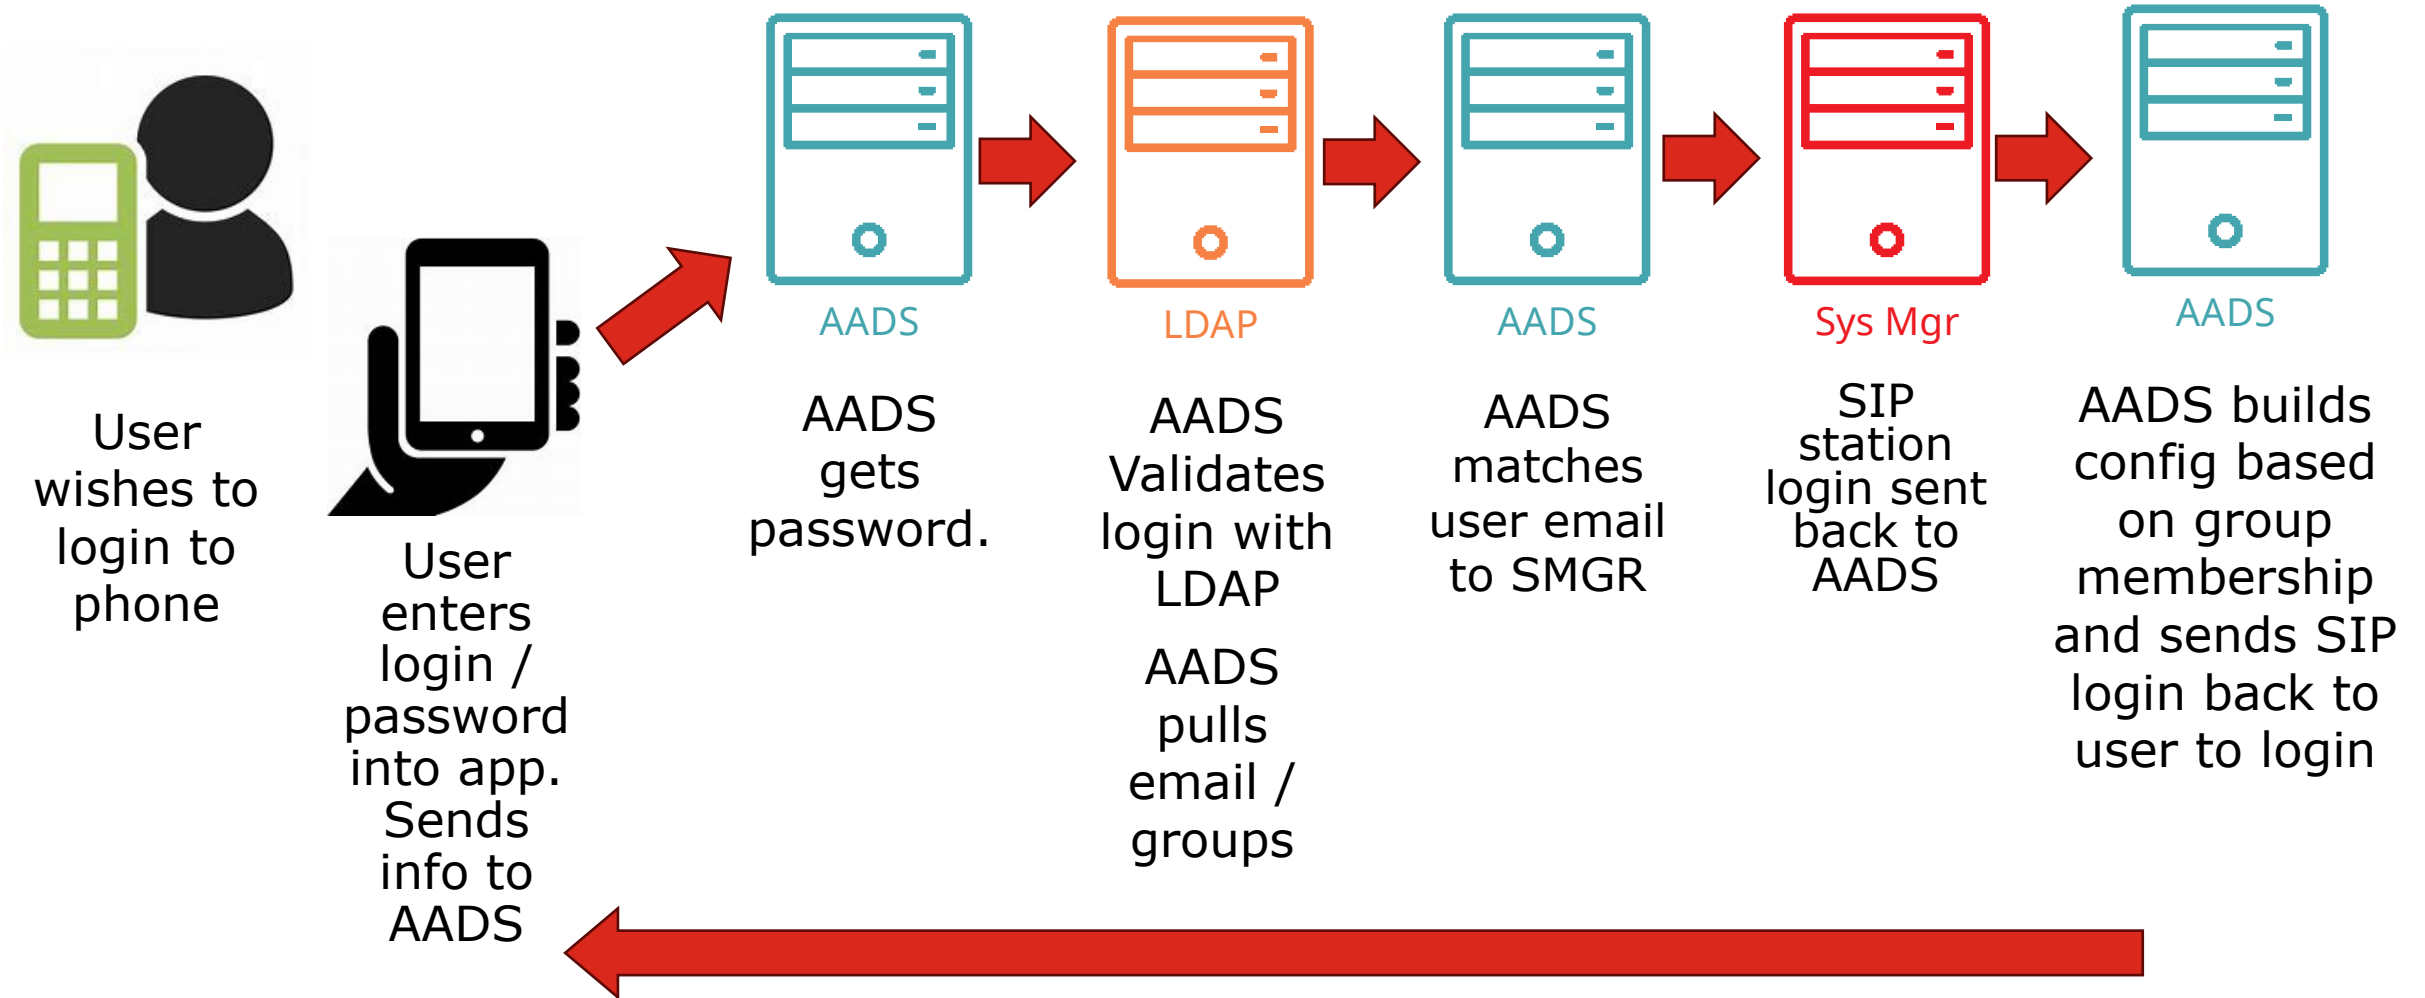 User
wishes to
login to
phone
User
enters
login /
password
into app.
Sends
info to
AADS
AADS
AADS
gets
password.
LDAP
AADS
Validates
login with
LDAP
AADS
pulls
email /
groups
AADS
AADS
matches
user email
to SMGR
Sys Mgr
SIP
station
login sent
back to
AADS
AADS
AADS builds
config based
on group
membership
and sends SIP
login back to
user to login